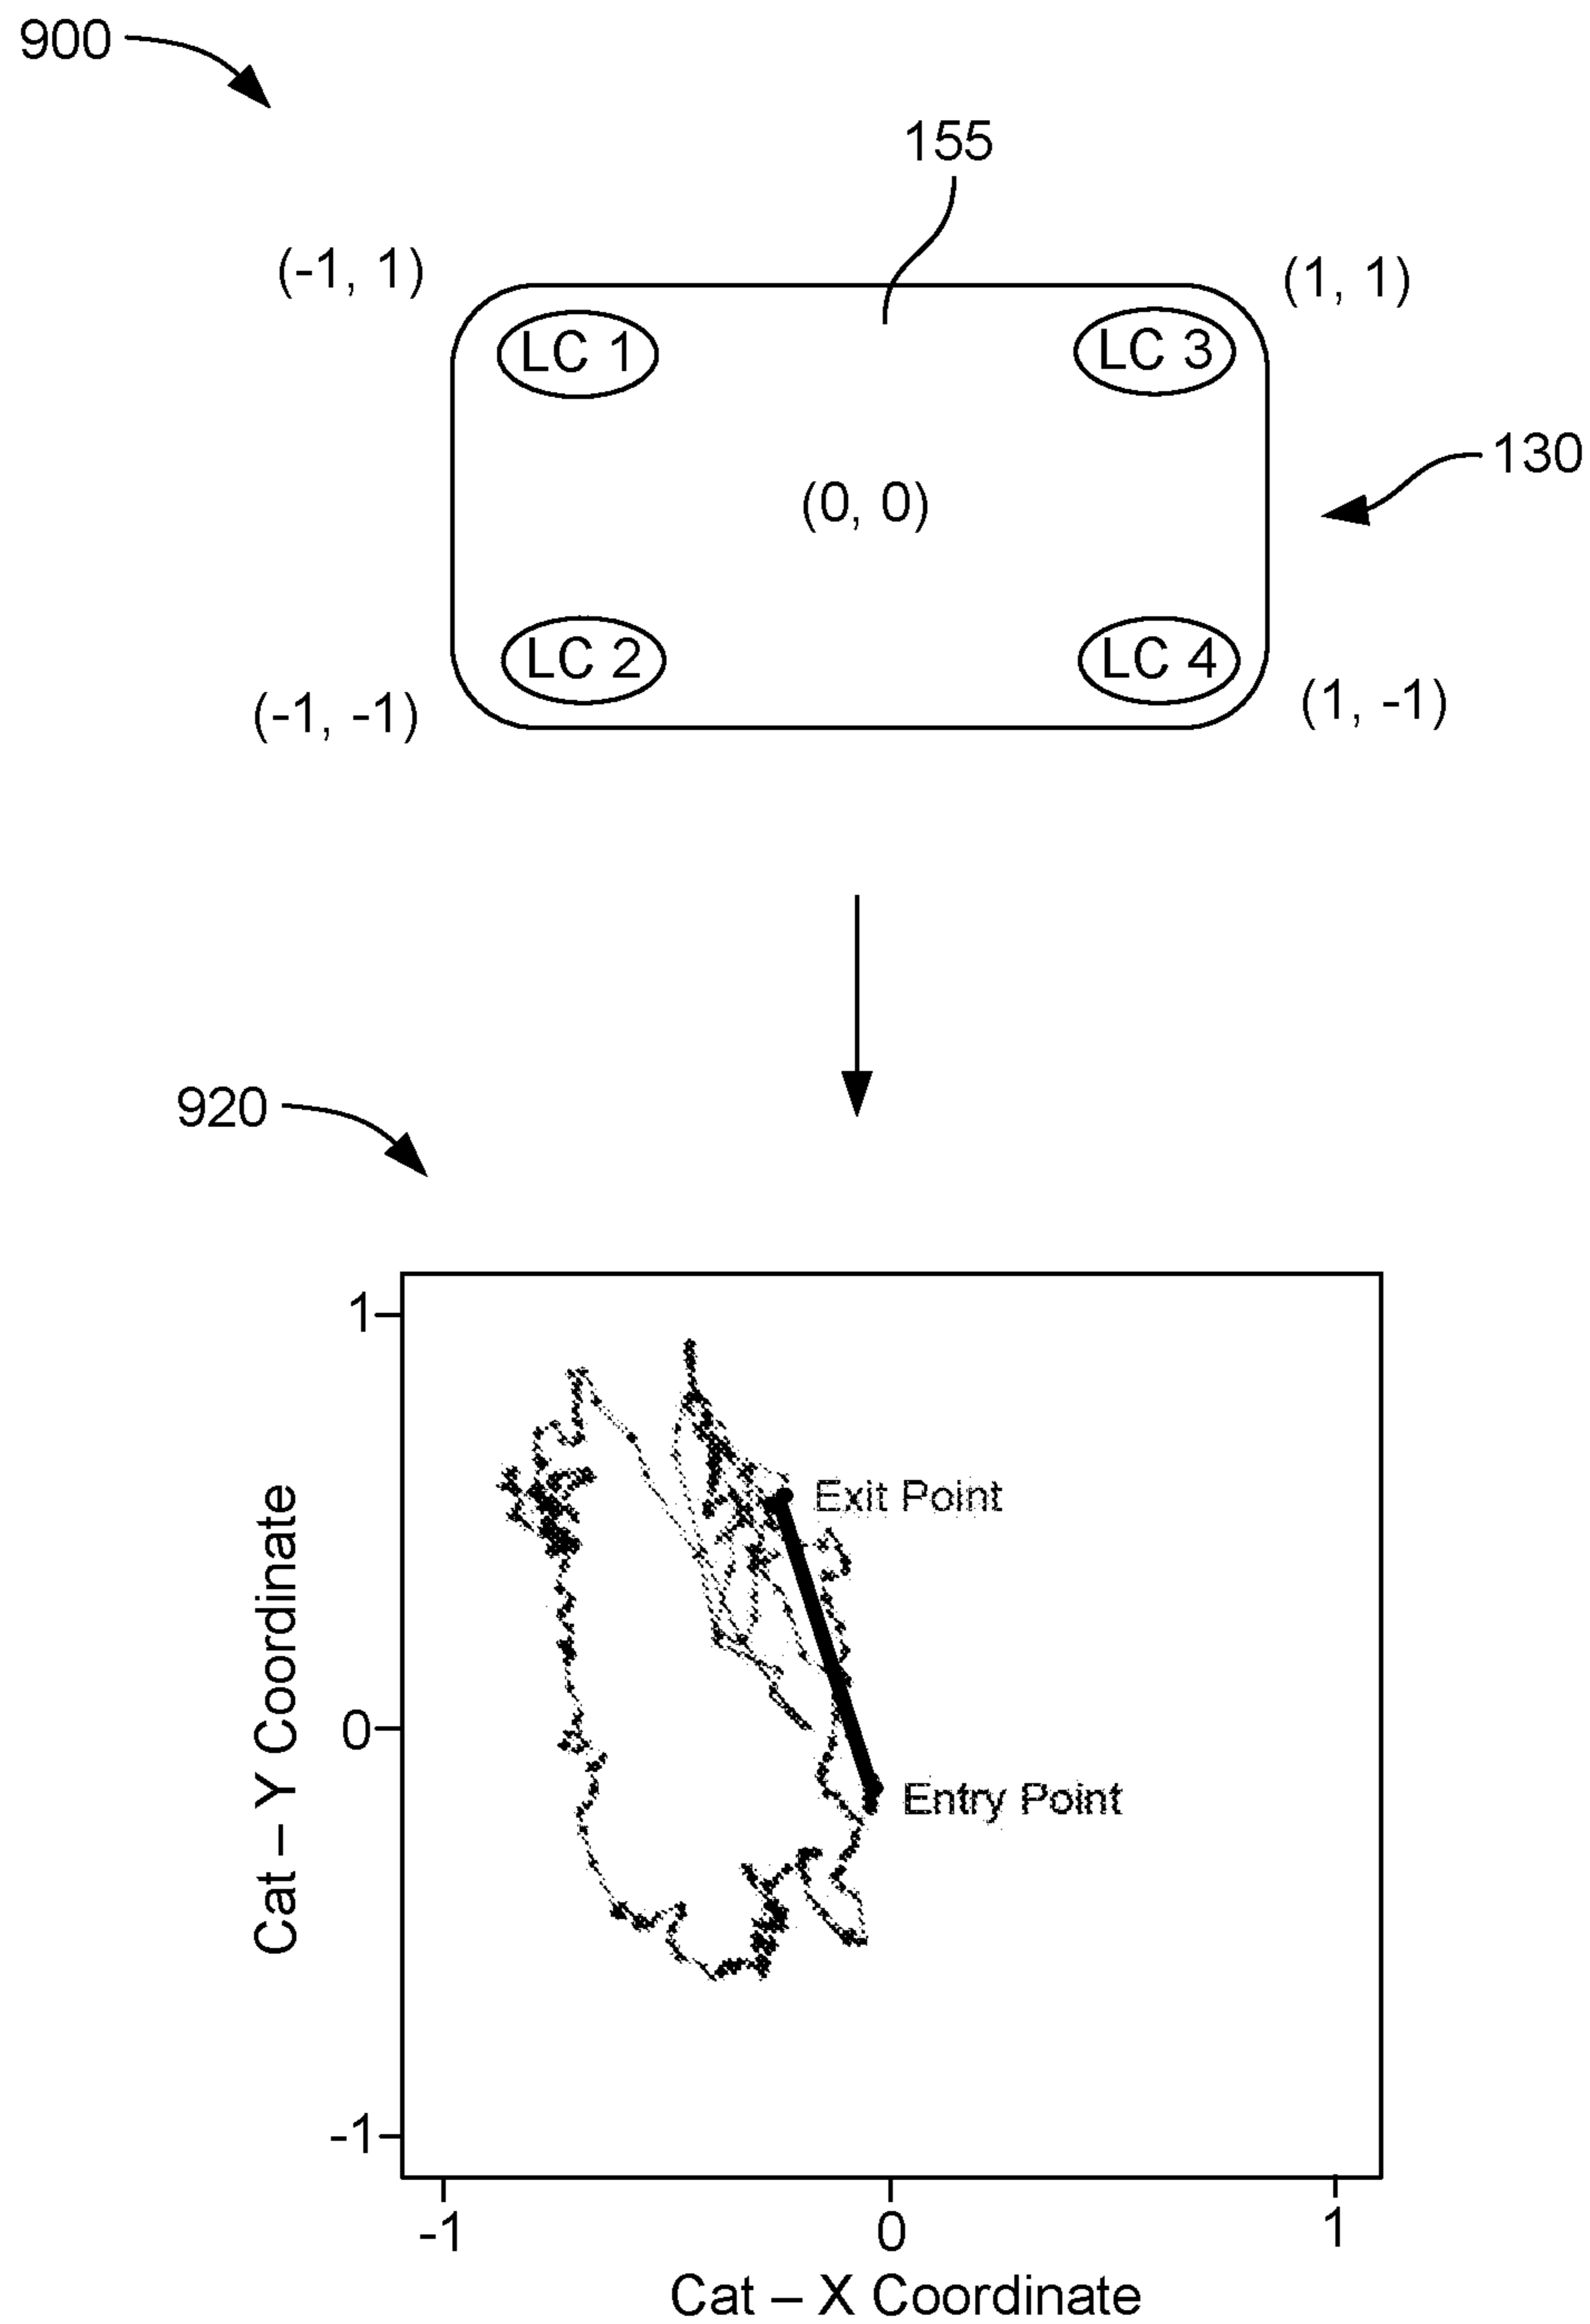 900
155
(-1, 1)
(1, 1)
LC 1
LC 3
130
(0, 0)
LC 2
LC 4
(-1, -1)
(1, -1)
920
1
Exit Point
Cat – Y Coordinate
0
Entry Point
-1
-1
0
1
Cat – X Coordinate